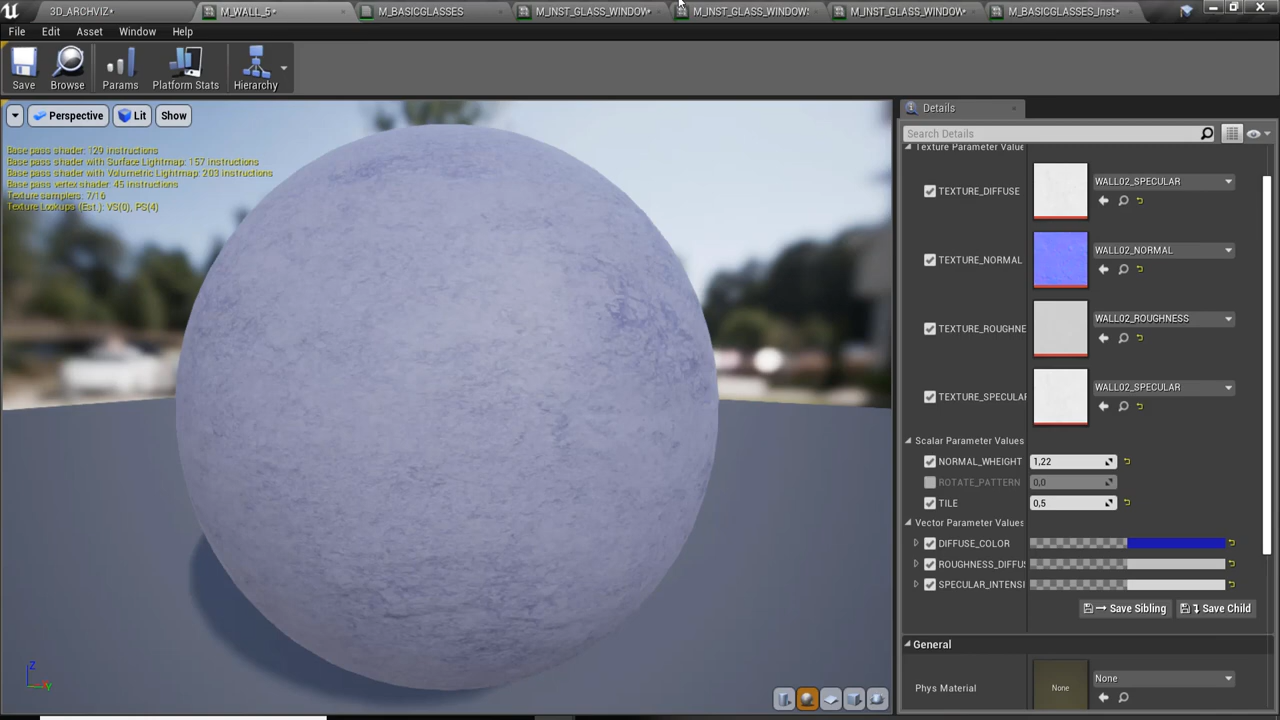 3D_ARCHVIZ*
M_WALL_5*
M_BASICGLASSES
M_INST_GLASS_WINDOW*
M_INST_GLASS_WINDOW:
M_INST_GLASS_WINDOW*
M_BASICGLASSES_Inst*
File Edit Asset Window Help
Save Browse Params Platform Stats Hierarchy
Perspective Lit Show
Base pass shader: 129 instructions
Base pass shader with Surface Lightmap: 157 instructions
Base pass shader with Volumetric Lightmap: 203 instructions
Base pass vertex shader: 45 instructions
Texture samplers: 7/16
Texture Lookups (Est.): VS(0), PS(4)
Z
Y
Details
Search Details
Texture Parameter Value
TEXTURE_DIFFUSE WALL02_SPECULAR
TEXTURE_NORMAL WALL02_NORMAL
TEXTURE_ROUGHNE WALL02_ROUGHNESS
TEXTURE_SPECULAR WALL02_SPECULAR
Scalar Parameter Values
NORMAL_WHEIGHT 1,22
ROTATE_PATTERN 0,0
TILE 0,5
Vector Parameter Values
DIFFUSE_COLOR
ROUGHNESS_DIFFU
SPECULAR_INTENSI
Save Sibling Save Child
General
Phys Material None None